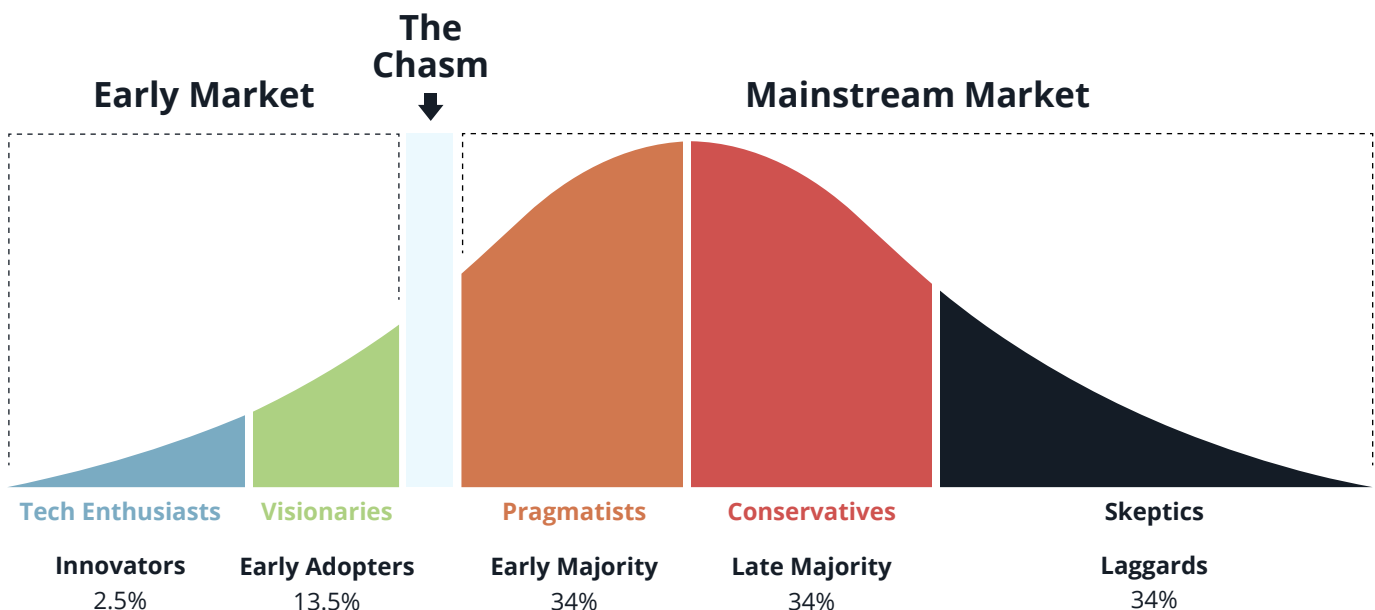 The
Chasm
Early Market
Mainstream Market
Tech Enthusiasts
Visionaries
Pragmatists
Conservatives
Skeptics
Innovators
Early Adopters
Early Majority
Late Majority
Laggards
2.5%
13.5%
34%
34%
34%